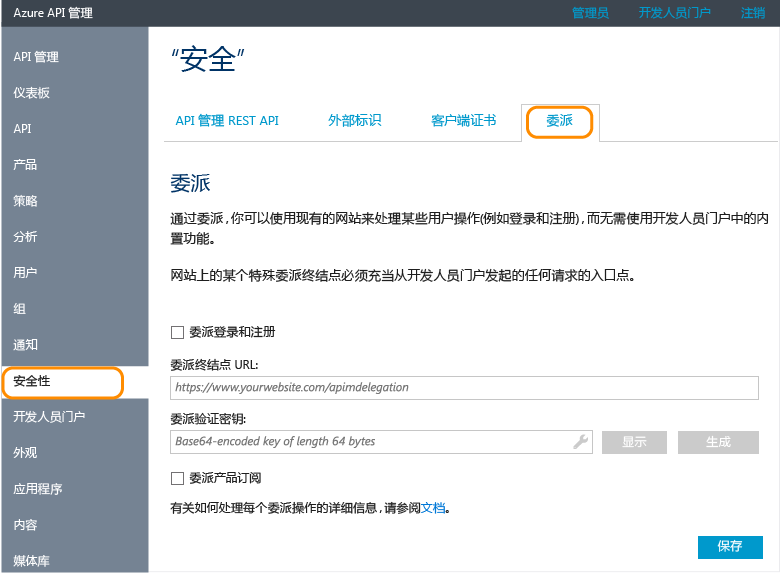 Azure API 管理
管理员 开发人员门户 注销
API 管理
仪表板
API
产品
策略
分析
用户
组
通知
安全性
开发人员门户
外观
应用程序
内容
媒体库
“安全”
API 管理 REST API 外部标识 客户端证书 委派
委派
通过委派,你可以使用现有的网站来处理某些用户操作(例如登录和注册),而无需使用开发人员门户中的内
置功能。
网站上的某个特殊委派终结点必须充当从开发人员门户发起的任何请求的入口点。
委派登录和注册
委派终结点 URL:
https://www.yourwebsite.com/apimdelegation
委派验证密钥:
Base64-encoded key of length 64 bytes 显示 生成
委派产品订阅
有关如何处理每个委派操作的详细信息,请参阅文档。
保存